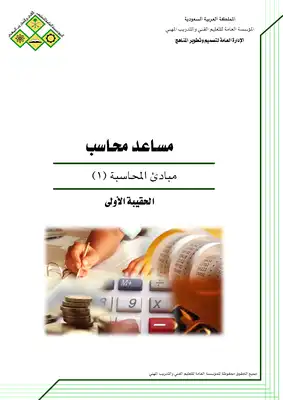 المملكة العربية السعودية
المؤسسة العامة للتعليم الفني والتدريب المهني
الإدارة العامة لتصميم وتطوير المناهج
مساعد محاسب
مبادئ المحاسبة (١)
الحقيبة الأولى
جميع الحقوق محفوظة للمؤسسة العامة للتعليم الفني والتدريب المهني